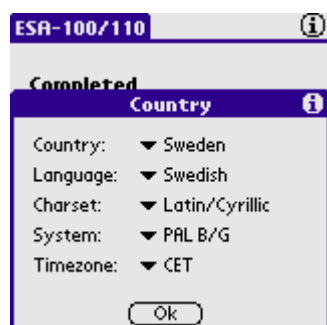 ESA-100/110
Completed
Country
Country: Sweden
Language: Swedish
Charset: Latin/Cyrillic
System: PAL B/G
Timezone: CET
Ok